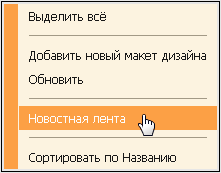 Выделить всё
Добавить новый макет дизайна
Обновить
Новостная лента
Сортировать по Названию